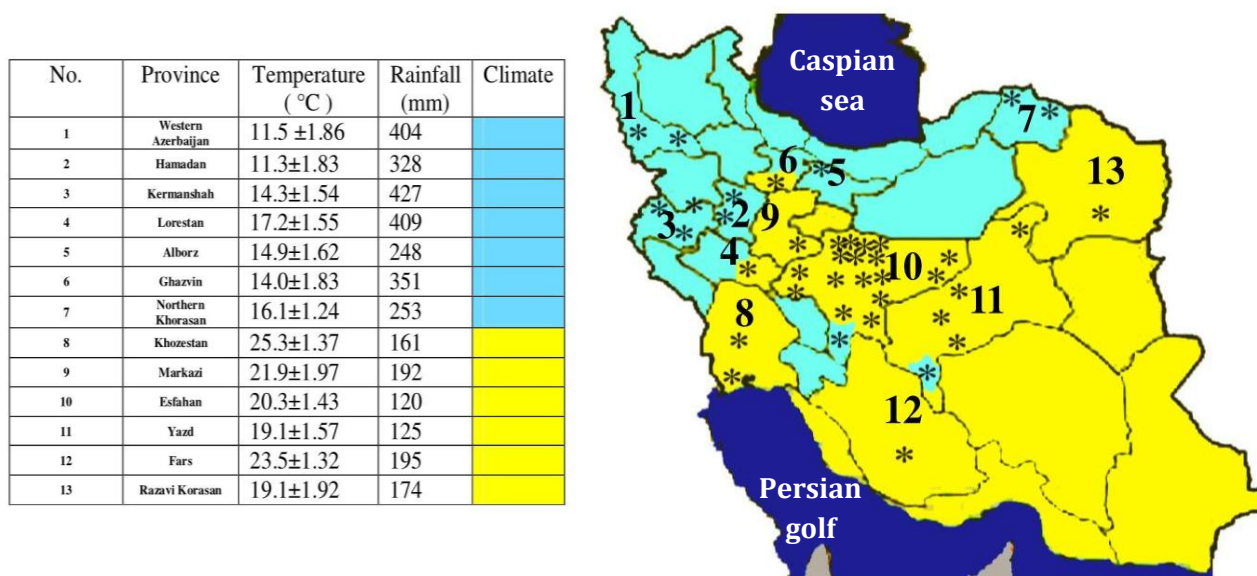 No. Province Temperature Rainfall Climate
( °C ) (mm)
1 Western Azerbaijan 11.5 ±1.86 404
2 Hamadan 11.3±1.83 328
3 Kermanshah 14.3±1.54 427
4 Lorestan 17.2±1.55 409
5 Alborz 14.9±1.62 248
6 Ghazvin 14.0±1.83 351
7 Northern Khorasan 16.1±1.24 253
8 Khozestan 25.3±1.37 161
9 Markazi 21.9±1.97 192
10 Esfahan 20.3±1.43 120
11 Yazd 19.1±1.57 125
12 Fars 23.5±1.32 195
13 Razavi Korasan 19.1±1.92 174
Caspian
sea
1
7
6
5
13
2
9
3
4
10
11
8
12
Persian
golf